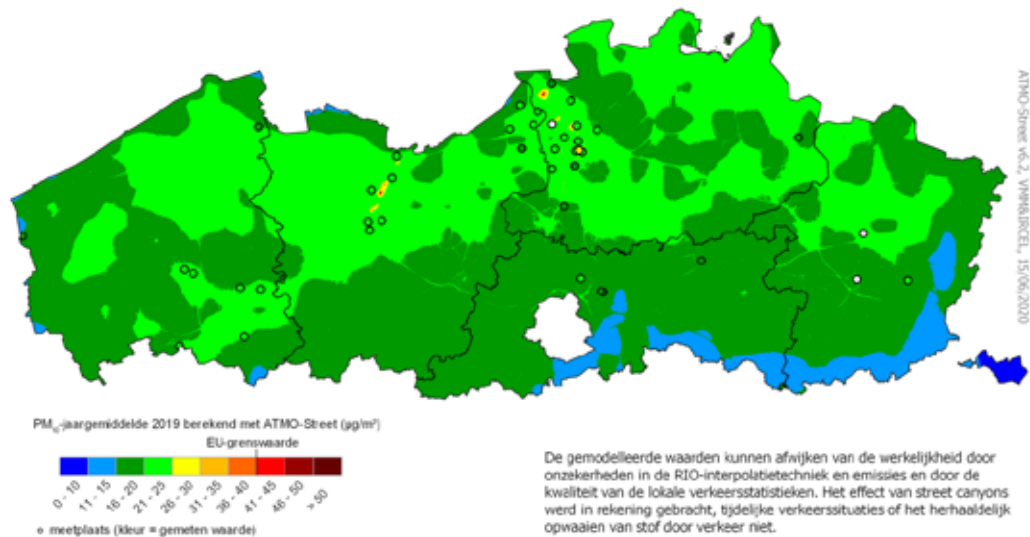 ATMO-Street v6.2, VMM&IRCEL, 15/06/2020
PM₁₀-jaargemiddelde 2019 berekend met ATMO-Street (µg/m³)
EU-grenswaarde
0 - 10
11 - 15
16 - 20
21 - 25
26 - 30
31 - 35
36 - 40
41 - 45
46 - 50
> 50
meetplaats (kleur = gemeten waarde)
De gemodelleerde waarden kunnen afwijken van de werkelijkheid door
onzekerheden in de RIO-interpolatietechniek en emissies en door de
kwaliteit van de lokale verkeersstatistieken. Het effect van street canyons
werd in rekening gebracht, tijdelijke verkeerssituaties of het herhaaldelijk
opwaaien van stof door verkeer niet.